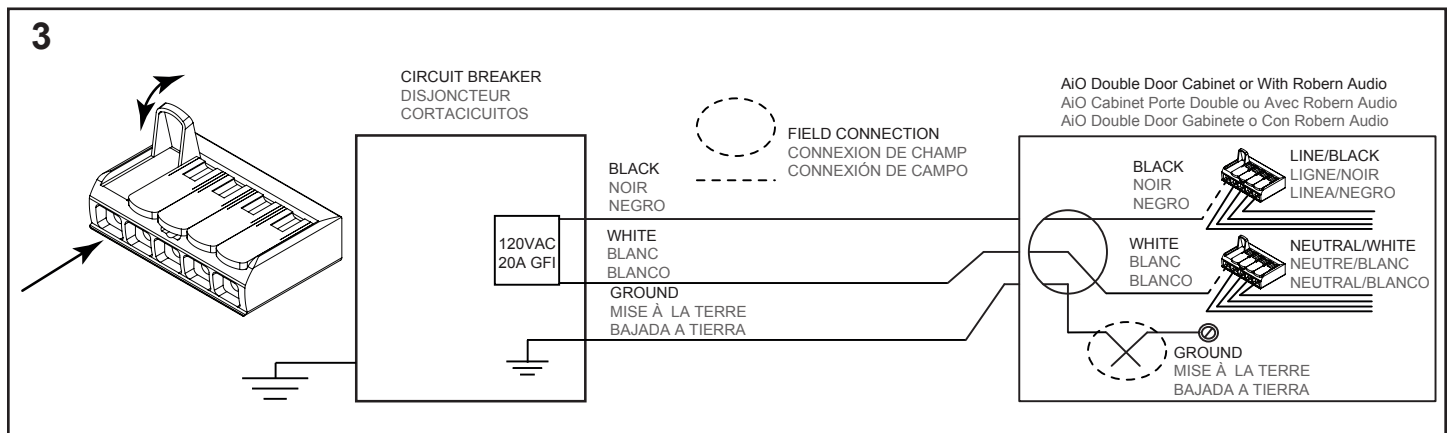 3
CIRCUIT BREAKER
DISJONCTEUR
CORTACICUITOS
FIELD CONNECTION
CONNEXION DE CHAMP
CONNEXIÓN DE CAMPO
AiO Double Door Cabinet or With Robern Audio
AiO Cabinet Porte Double ou Avec Robern Audio
AiO Double Door Gabinete o Con Robern Audio
120VAC
20A GFI
BLACK
NOIR
NEGRO
WHITE
BLANC
BLANCO
GROUND
MISE À LA TERRE
BAJADA A TIERRA
BLACK
NOIR
NEGRO
LINE/BLACK
LIGNE/NOIR
LINEA/NEGRO
WHITE
BLANC
BLANCO
NEUTRAL/WHITE
NEUTRE/BLANC
NEUTRAL/BLANCO
GROUND
MISE À LA TERRE
BAJADA A TIERRA